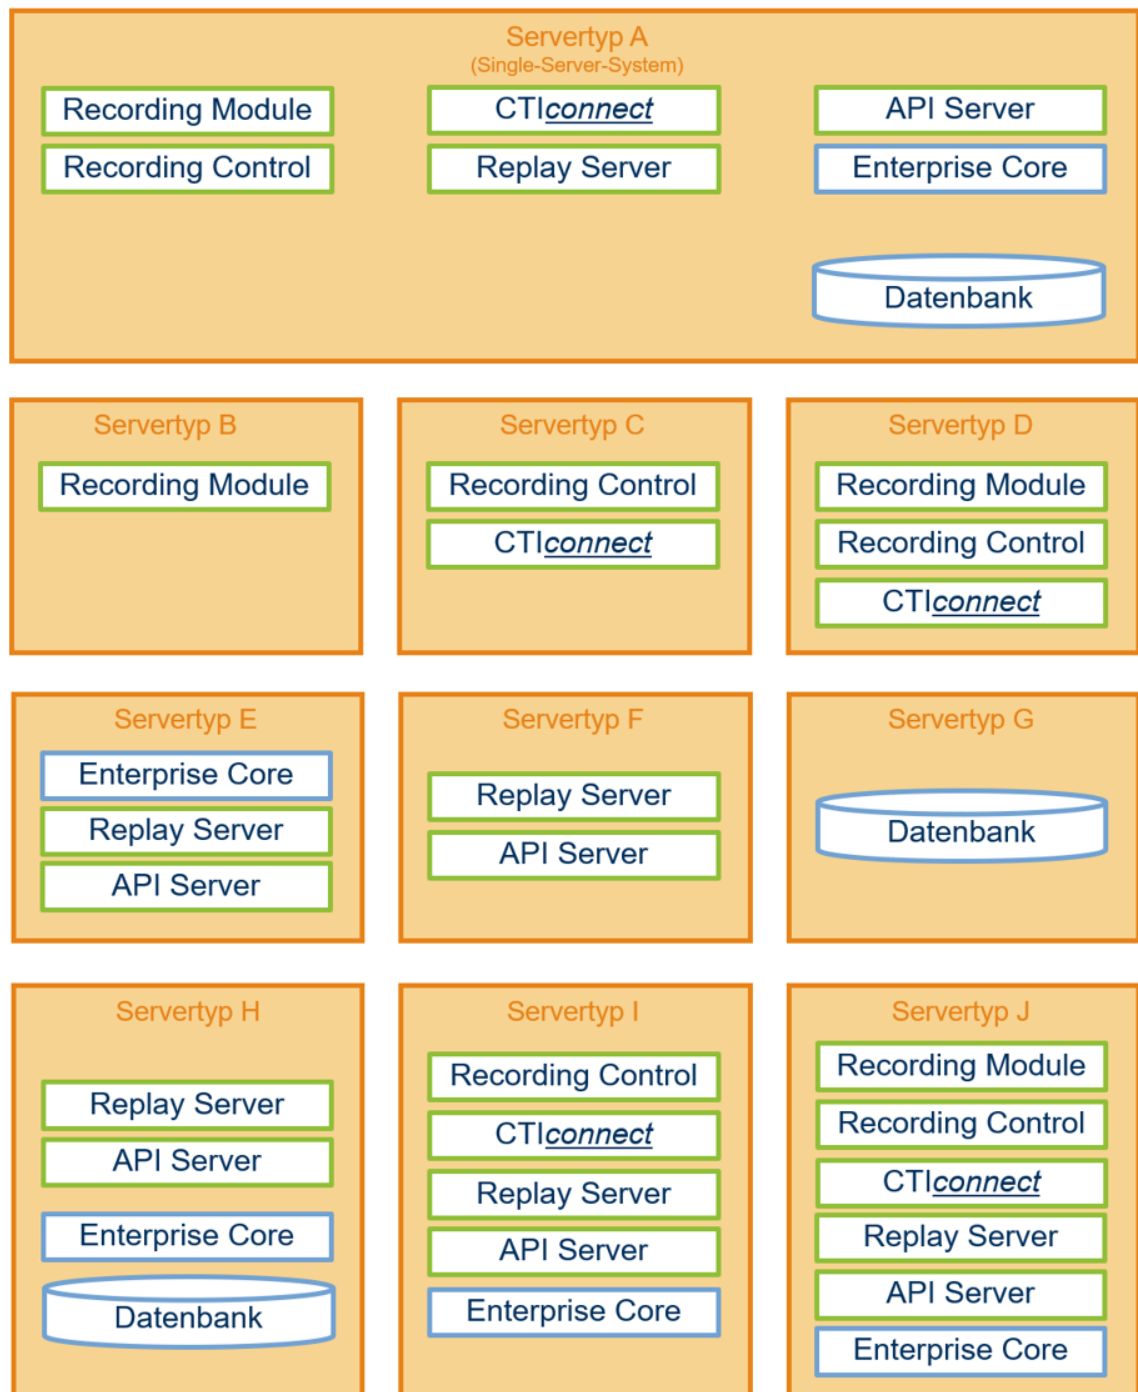 Servertyp A
(Single-Server-System)
Recording Module
CTIconnect
API Server
Recording Control
Replay Server
Enterprise Core
Datenbank
Servertyp B
Recording Module
Servertyp C
Recording Control
CTIconnect
Servertyp D
Recording Module
Recording Control
CTIconnect
Servertyp E
Enterprise Core
Replay Server
API Server
Servertyp F
Replay Server
API Server
Servertyp G
Datenbank
Servertyp H
Replay Server
API Server
Enterprise Core
Datenbank
Servertyp I
Recording Control
CTIconnect
Replay Server
API Server
Enterprise Core
Servertyp J
Recording Module
Recording Control
CTIconnect
Replay Server
API Server
Enterprise Core